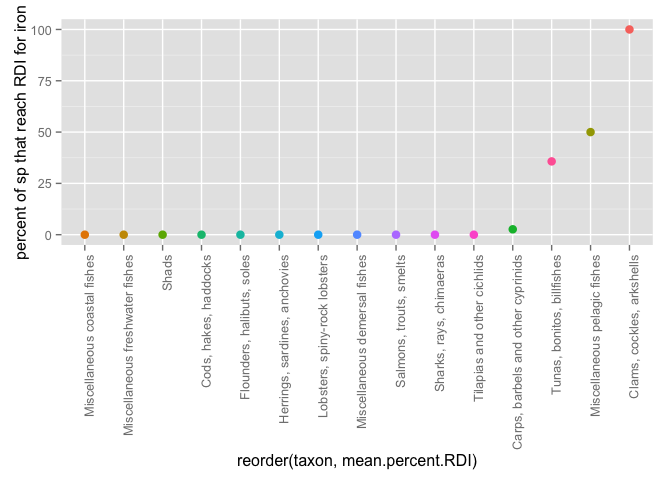 percent of sp that reach RDI for iron
100
75
50
25
0
Miscellaneous coastal fishes
Miscellaneous freshwater fishes
Shads
Cods, hakes, haddocks
Flounders, halibuts, soles
Herrings, sardines, anchovies
Lobsters, spiny-rock lobsters
Miscellaneous demersal fishes
Salmons, trouts, smelts
Sharks, rays, chimaeras
Tilapias and other cichlids
Carps, barbels and other cyprinids
Tunas, bonitos, billfishes
Miscellaneous pelagic fishes
Clams, cockles, arkshells
reorder(taxon, mean.percent.RDI)